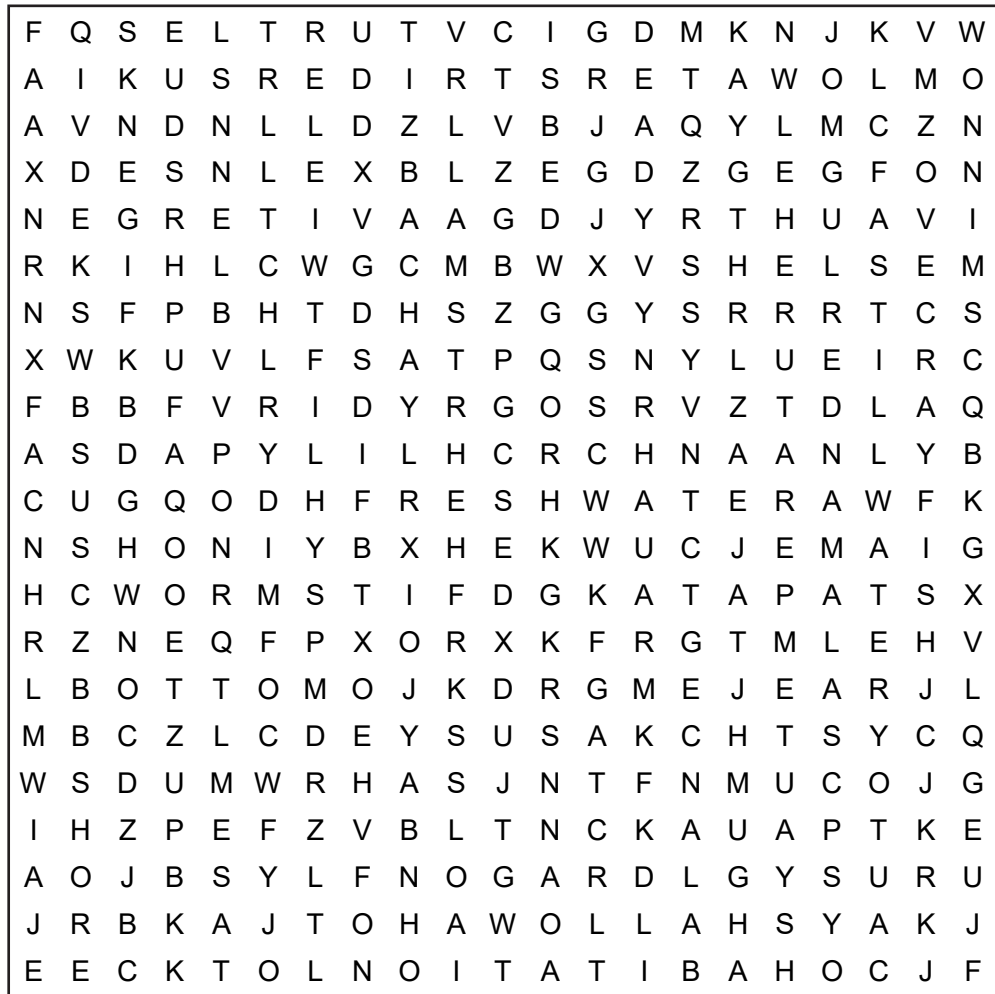 F Q S E L T R U T V C I G D M K N J K V W
A I K U S R E D I R T S R E T A W O L M O
A V N D N L L D Z L V B J A Q Y L M C Z N
X D E S N L E X B L Z E G D Z G E G F O N
N E G R E T I V A A G D J Y R T H U A V I
R K I H L C W G C M B W X V S H E L S E M
N S F P B H T D H S Z G G Y S R R R T C S
X W K U V L F S A T P Q S N Y L U E I R C
F B B F V R I D Y R G O S R V Z T D L A Q
A S D A P Y L I L H C R C H N A A N L Y B
C U G Q O D H F R E S H W A T E R A W F K
N S H O N I Y B X H E K W U C J E M A I G
H C W O R M S T I F D G K A T A P A T S X
R Z N E Q F P X O R X K F R G T M L E H V
L B O T T O M O J K D R G M E J E A R J L
M B C Z L C D E Y S U S A K C H T S Y C Q
W S D U M W R H A S J N T F N M U C O J G
I H Z P E F Z V B L T N C K A U A P T K E
A O J B S Y L F N O G A R D L G Y S U R U
J R B K A J T O H A W O L L A H S Y A K J
E E C K T O L N O I T A T I B A H O C J F